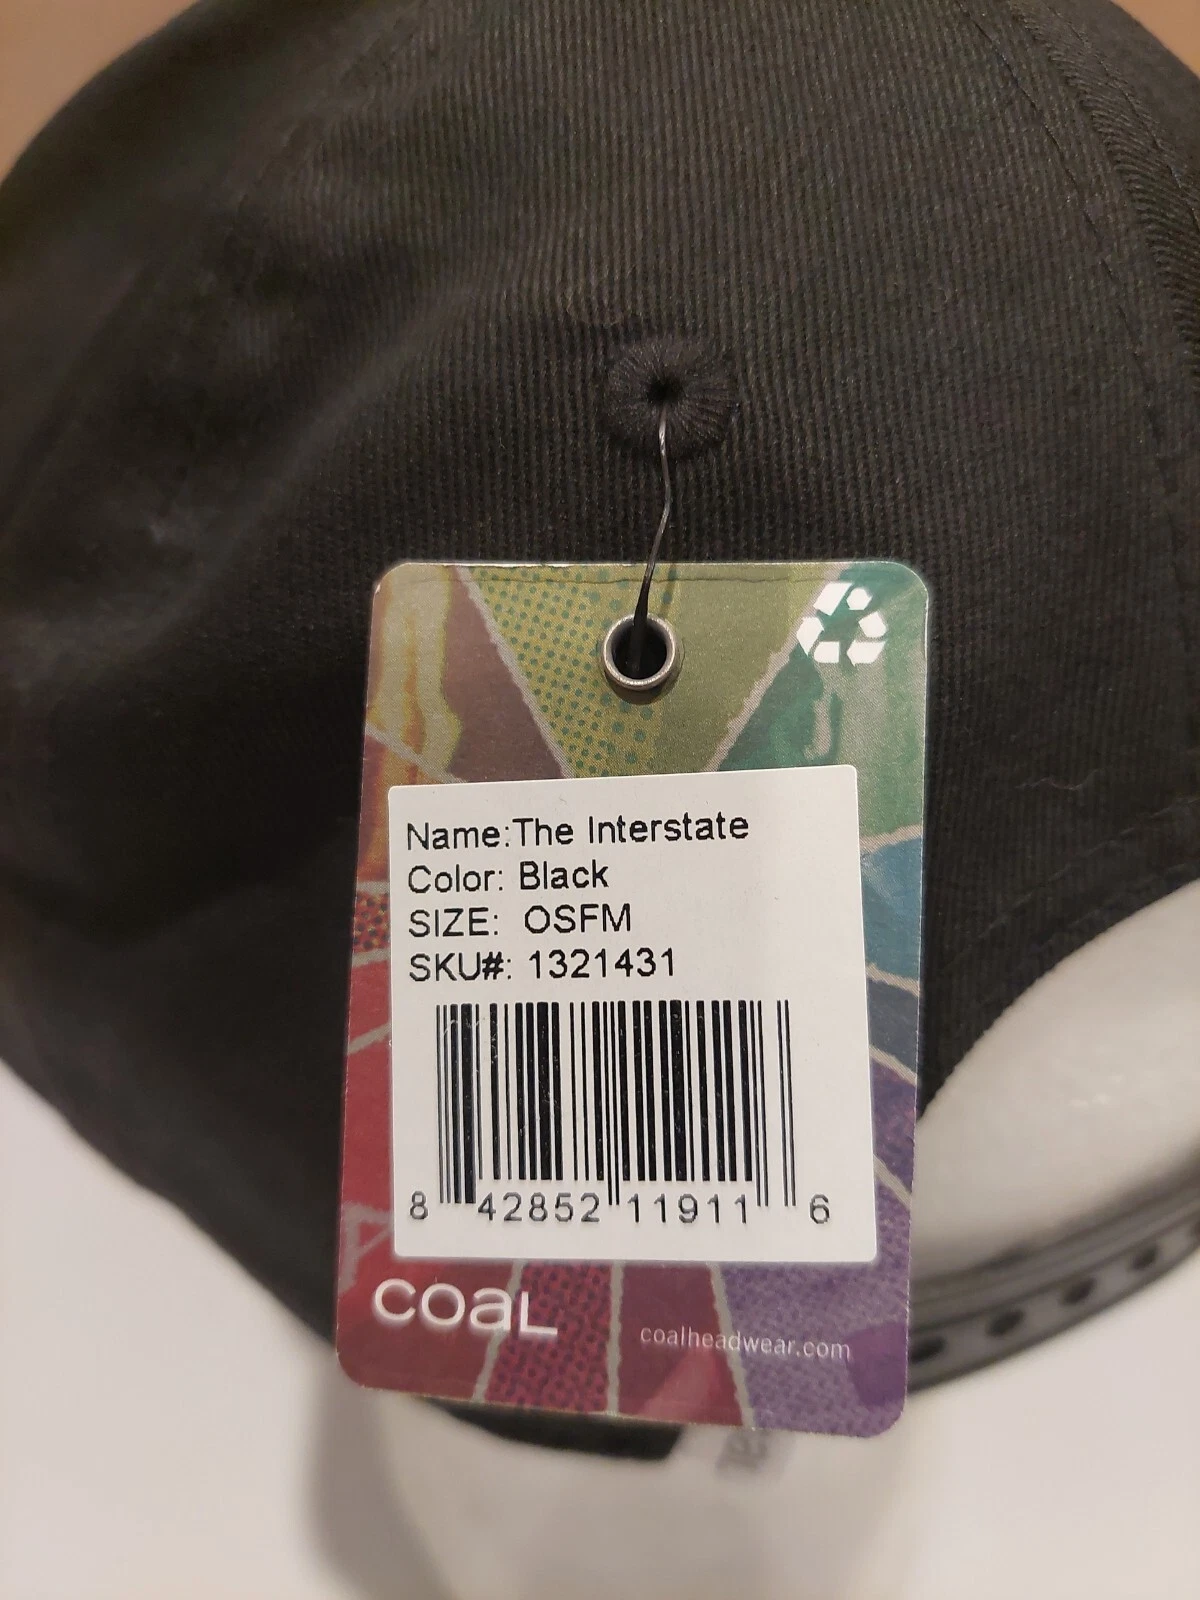 Name:The Interstate
Color: Black
SIZE: OSFM
SKU#: 1321431
8 42852 11911 6
coaL
coalheadwear.com